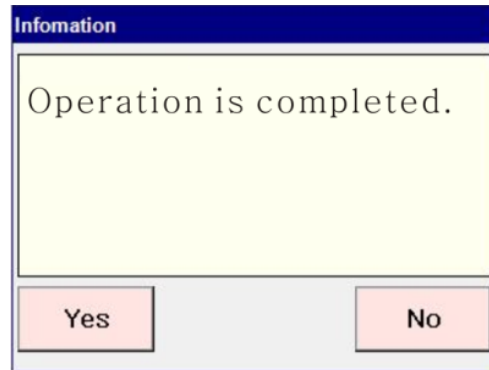 Infomation
Operation is completed.
Yes
No